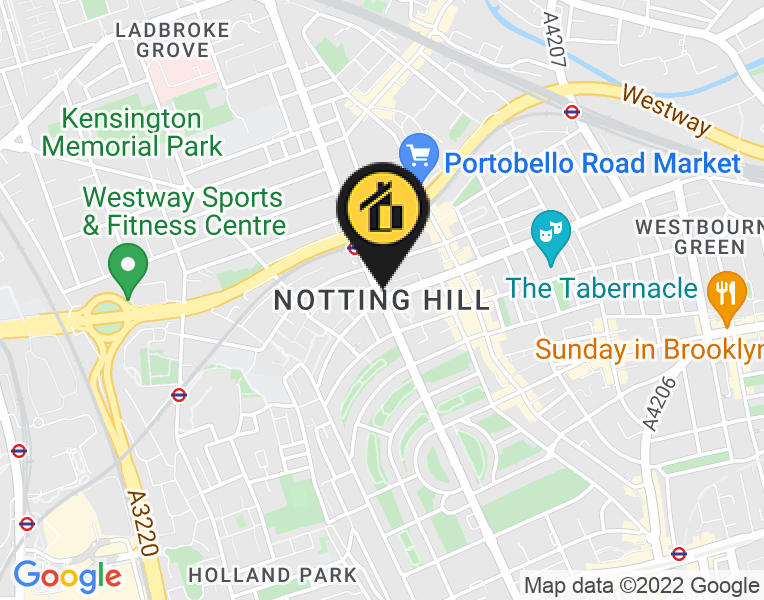 LADBROKE
GROVE
A4207
Westway
Kensington
Memorial Park
Portobello Road Market
Westway Sports
& Fitness Centre
WESTBOURN
GREEN
The Tabernacle
NOTTING HILL
Sunday in Brooklyn
A4206
A3220
HOLLAND PARK
Google
Map data ©2022 Google